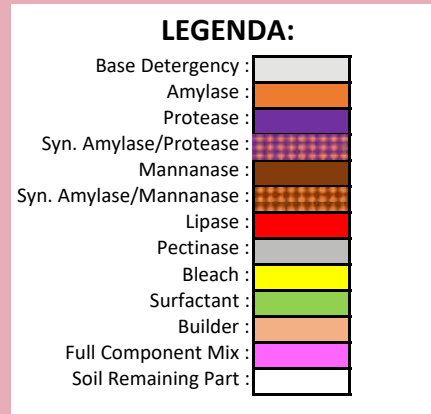 LEGENDA:
Base Detergency :
Amylase :
Protease :
Syn. Amylase/Protease :
Mannanase :
Syn. Amylase/Mannanase :
Lipase :
Pectinase :
Bleach :
Surfactant :
Builder :
Full Component Mix :
Soil Remaining Part :